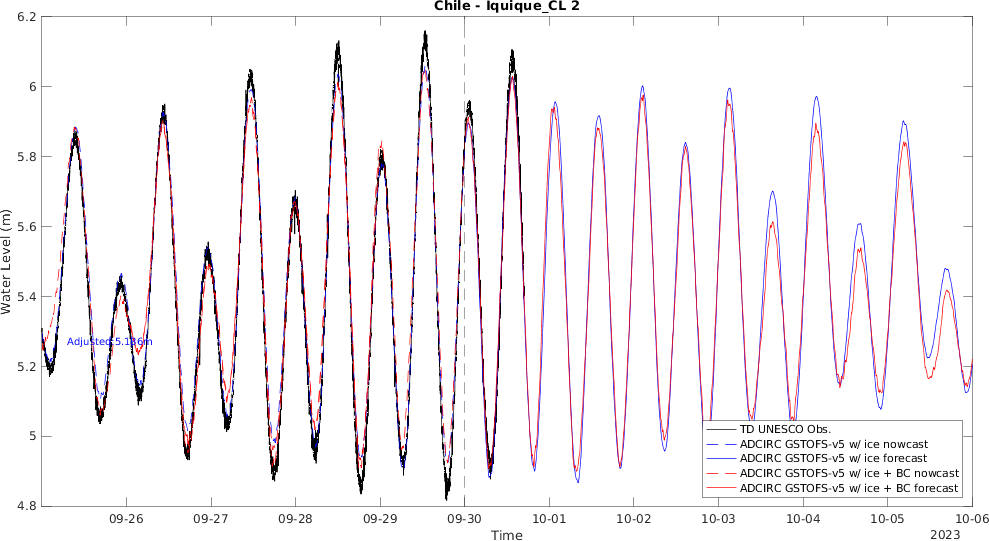 Chile - Iquique_CL 2
6.2
6
5.8
5.6
5.4
5.2
5
4.8
Water Level (m)
Adjusted:5.136m
TD UNESCO Obs.
ADCIRC GSTOFS-v5 w/ ice nowcast
ADCIRC GSTOFS-v5 w/ ice forecast
ADCIRC GSTOFS-v5 w/ ice + BC nowcast
ADCIRC GSTOFS-v5 w/ ice + BC forecast
09-26 09-27 09-28 09-29 09-30 10-01 10-02 10-03 10-04 10-05 10-06
Time
2023